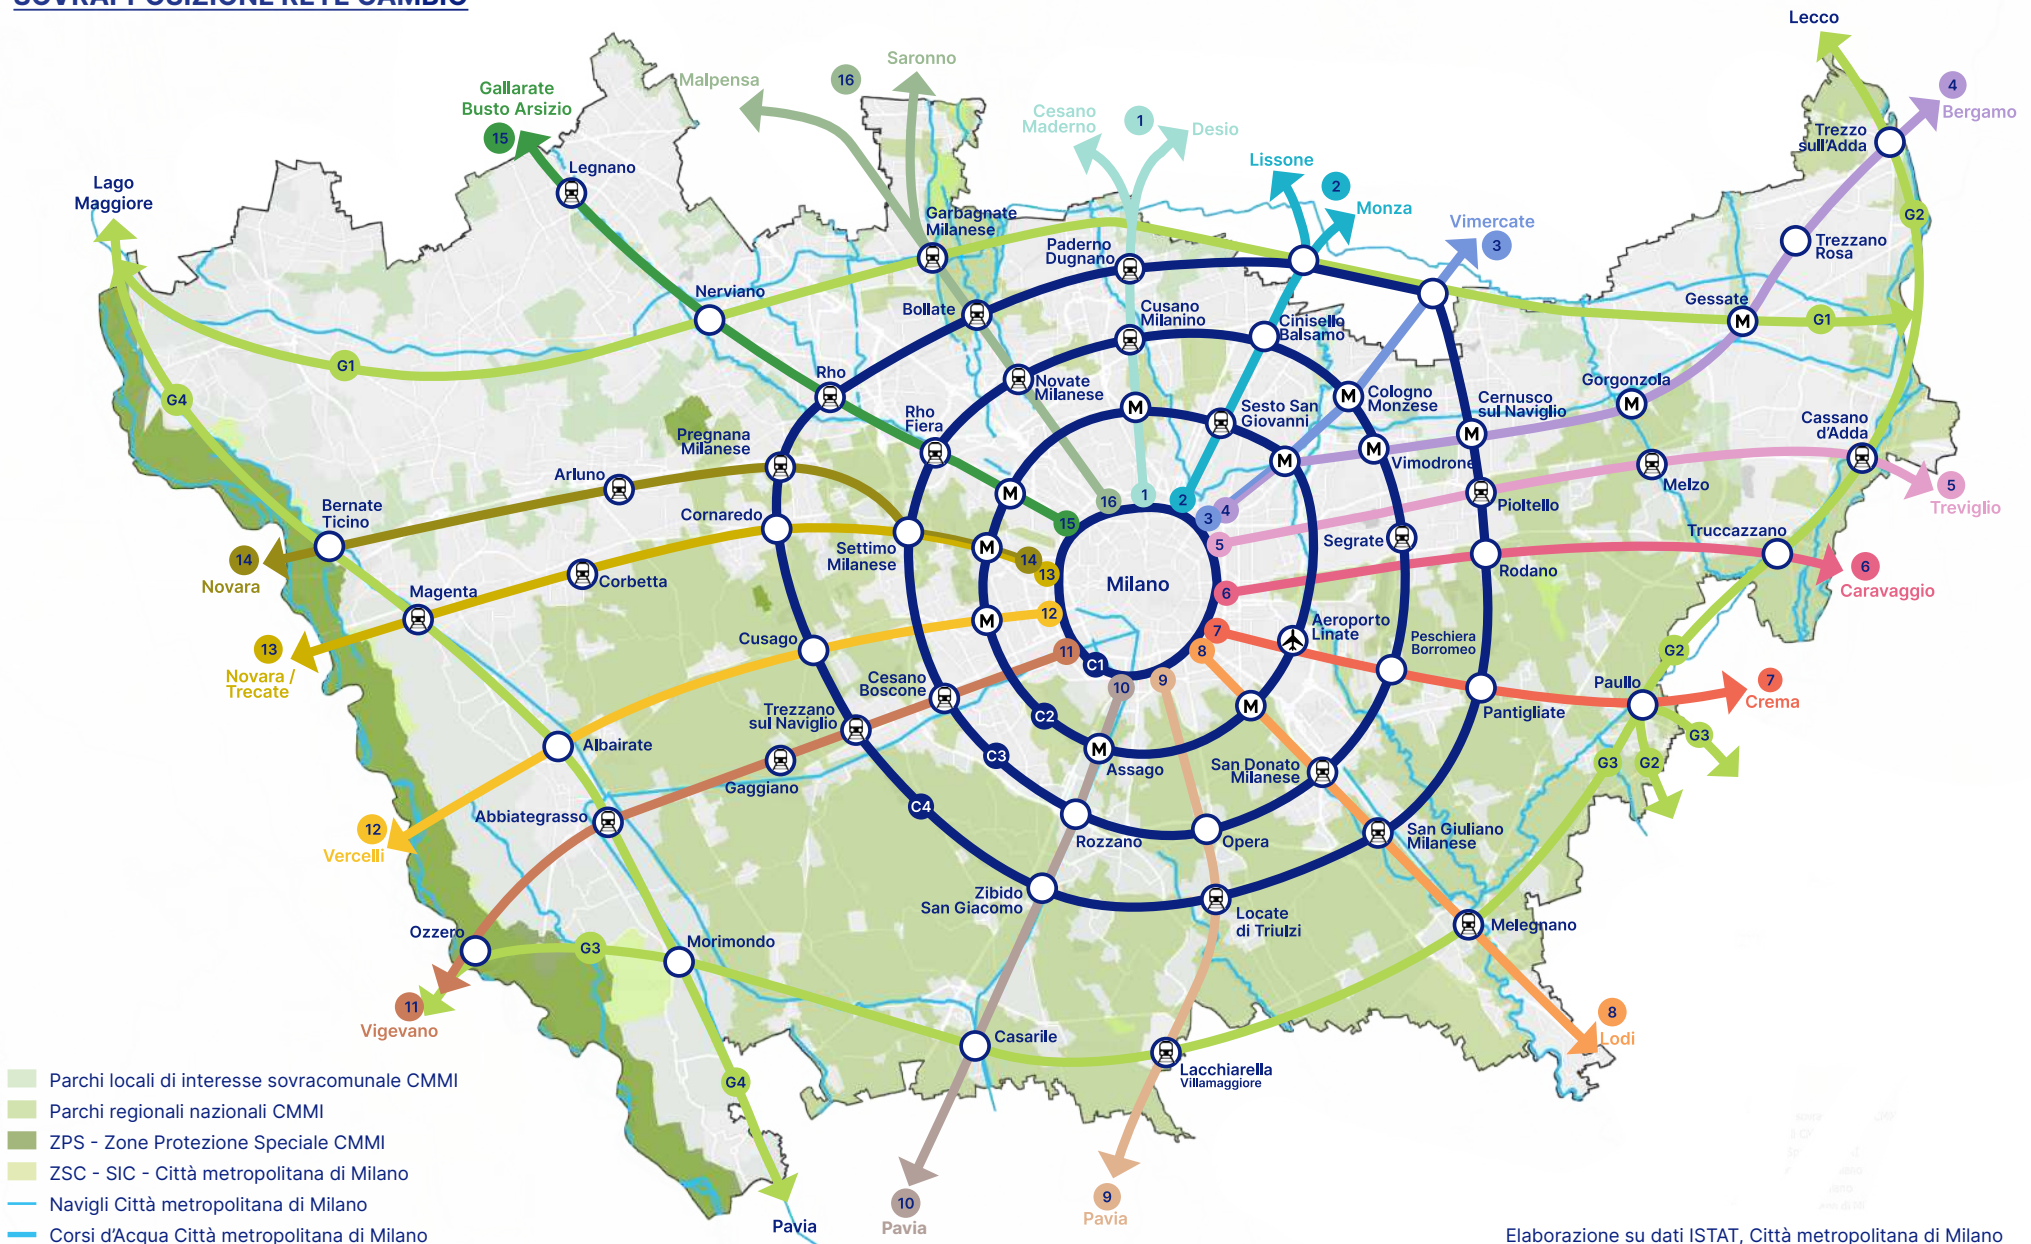 SOVRAPPOSIZIONE RETE CAMBIO
Lecco
Saronno
Malpensa
16
4
Bergamo
Gallarate
Busto Arsizio
15
Cesano
Maderno
1
Desio
Trezzo
sull'Adda
Legnano
Lissone
2
Monza
Lago
Maggiore
Garbagnate
Milanese
Vimercate
3
G2
Paderno
Dugnano
Trezzano
Rosa
Nerviano
Bollate
Cusano
Milanino
Cinisello
Balsamo
Gessate
M
G1
G1
Rho
Novate
Milanese
M
Cologno
Monzese
Gorgonzola
M
G4
Rho
Fiera
M
Sesto San
Giovanni
Cernusco
sul Naviglio
M
Cassano
d'Adda
Pregnana
Milanese
M
M
Vimodrone
Arluno
M
Melzo
5
Treviglio
Bernate
Ticino
Cornaredo
16
1
2
3
4
Pioltello
15
Settimo
Milanese
M
5
Segrate
Truccazzano
14
Novara
14
13
Milano
Rodano
6
Caravaggio
Corbetta
Magenta
12
M
6
13
Novara /
Trecate
Cusago
7
Aeroporto
Linate
Peschiera
Borromeo
11
C1
8
G2
Cesano
Boscone
10
9
Paullo
7
Crema
Trezzano
sul Naviglio
C2
M
Pantigliate
G3
Albairate
C3
M
Assago
San Donato
Milanese
G3
G2
Gaggiano
C4
Abbiategrasso
12
Vercelli
Rozzano
Opera
San Giuliano
Milanese
Zibido
San Giacomo
Locate
di Triulzi
Melegnano
Ozzero
G3
Morimondo
11
Vigevano
8
Lodi
Casarile
Lacchiarella
Villamaggiore
G4
Parchi locali di interesse sovracomunale CMMI
Parchi regionali nazionali CMMI
ZPS - Zone Protezione Speciale CMMI
ZSC - SIC - Città metropolitana di Milano
Navigli Città metropolitana di Milano
Corsi d'Acqua Città metropolitana di Milano
Pavia
10
Pavia
9
Pavia
Elaborazione su dati ISTAT, Città metropolitana di Milano